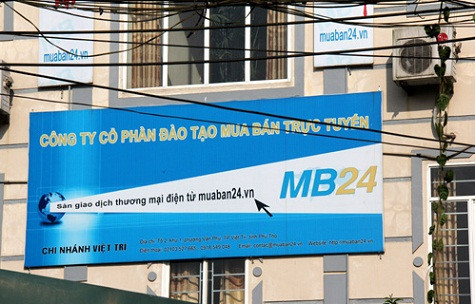 muaban24.vn
muaban24.vn
CÔNG TY CỔ PHẦN ĐÀO TẠO MUA BÁN TRỰC TUYẾN
Sàn giao dịch thương mại điện tử muaban24.vn
MB24
CHI NHÁNH VIỆT TRÌ